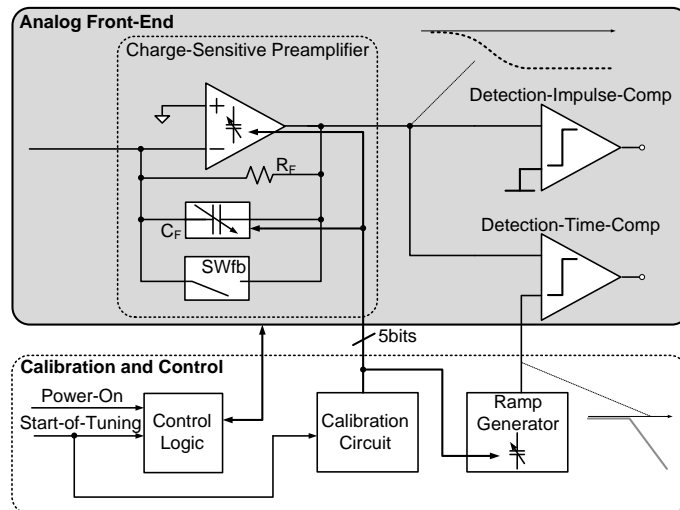 Analog Front-End
Charge-Sensitive Preamplifier
Detection-Impulse-Comp
+
−
R_F
C_F
SWfb
Detection-Time-Comp
5bits
Calibration and Control
Power-On
Start-of-Tuning
Control
Logic
Calibration
Circuit
Ramp
Generator